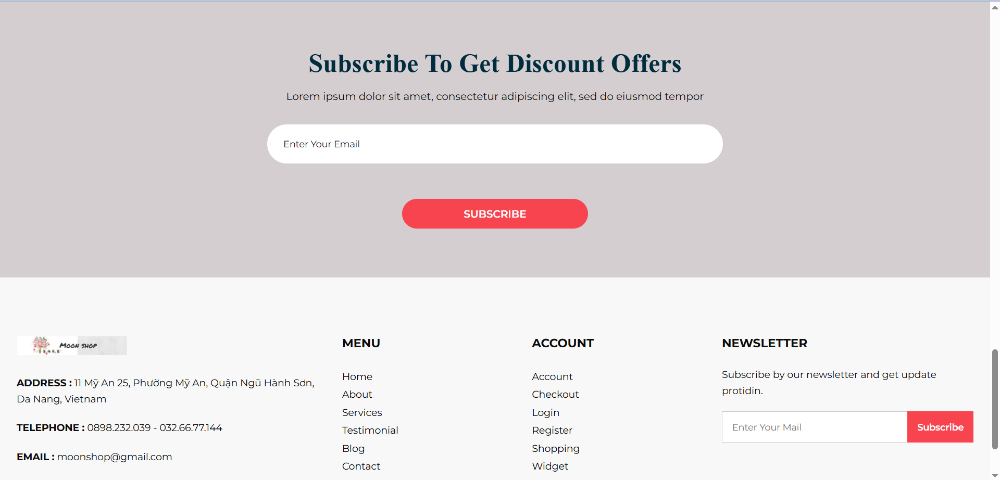 Subscribe To Get Discount Offers
Lorem ipsum dolor sit amet, consectetur adipiscing elit, sed do eiusmod tempor
Enter Your Email
SUBSCRIBE
Moon shop
ADDRESS : 11 Mỹ An 25, Phường Mỹ An, Quận Ngũ Hành Sơn,
Da Nang, Vietnam
TELEPHONE : 0898.232.039 - 032.66.77.144
EMAIL : moonshop@gmail.com
MENU
Home
About
Services
Testimonial
Blog
Contact
ACCOUNT
Account
Checkout
Login
Register
Shopping
Widget
NEWSLETTER
Subscribe by our newsletter and get update
protidin.
Enter Your Mail
Subscribe